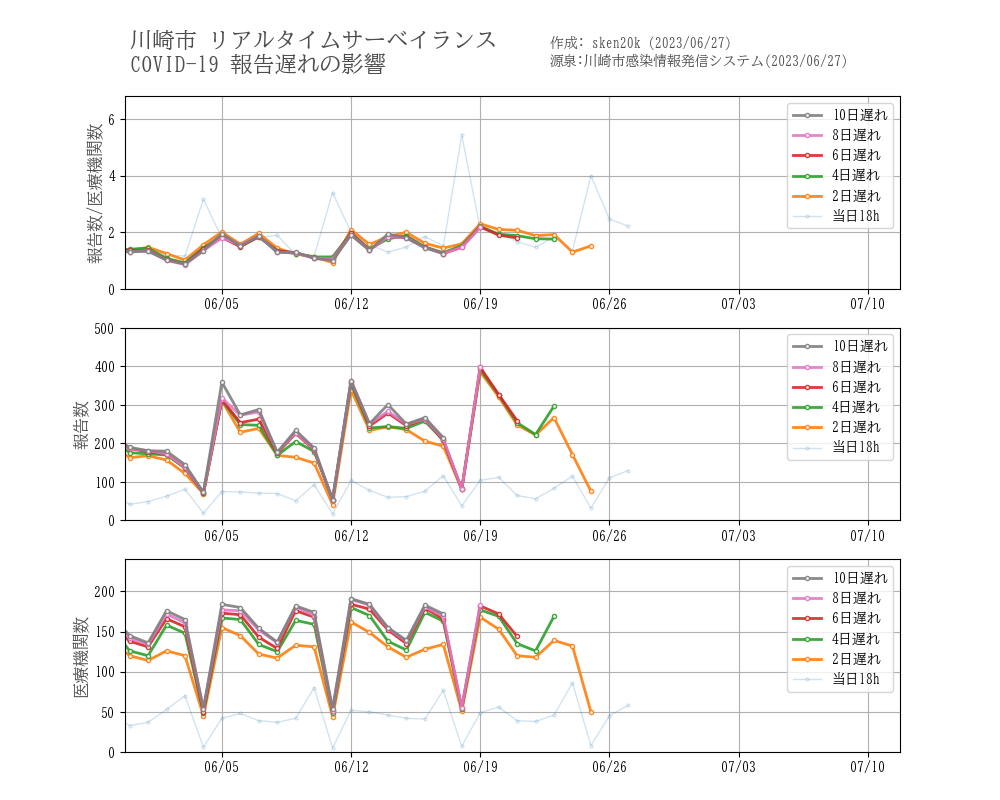 川崎市 リアルタイムサーベイランス
COVID-19 報告遅れの影響
作成: sken20k (2023/06/27)
源泉:川崎市感染情報発信システム(2023/06/27)
報告数/医療機関数
6
4
2
0
10日遅れ
8日遅れ
6日遅れ
4日遅れ
2日遅れ
当日18h
06/05 06/12 06/19 06/26 07/03 07/10
報告数
500
400
300
200
100
0
10日遅れ
8日遅れ
6日遅れ
4日遅れ
2日遅れ
当日18h
06/05 06/12 06/19 06/26 07/03 07/10
医療機関数
200
150
100
50
0
10日遅れ
8日遅れ
6日遅れ
4日遅れ
2日遅れ
当日18h
06/05 06/12 06/19 06/26 07/03 07/10